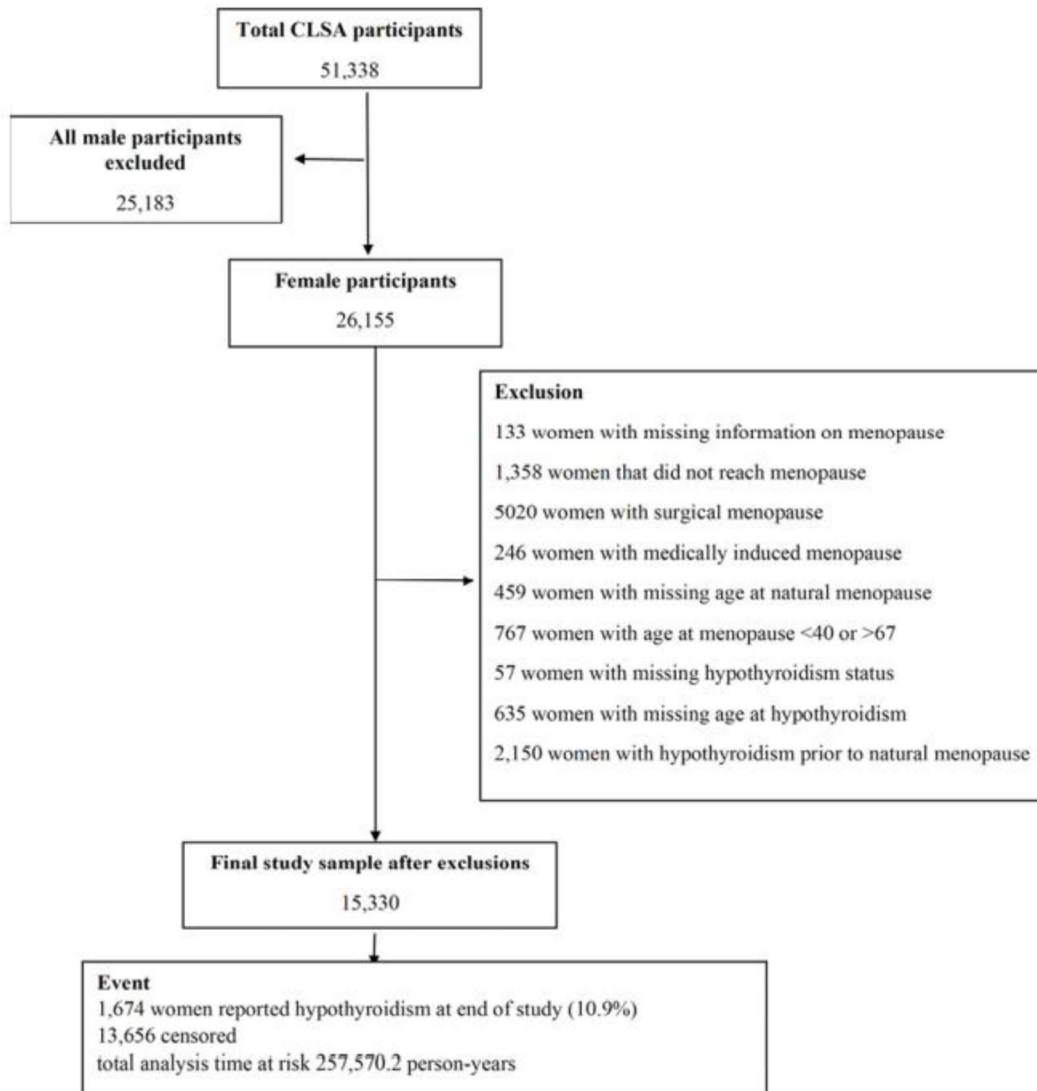 Total CLSA participants
51,338
All male participants
excluded
25,183
Female participants
26,155
Exclusion
133 women with missing information on menopause
1,358 women that did not reach menopause
5020 women with surgical menopause
246 women with medically induced menopause
459 women with missing age at natural menopause
767 women with age at menopause <40 or >67
57 women with missing hypothyroidism status
635 women with missing age at hypothyroidism
2,150 women with hypothyroidism prior to natural menopause
Final study sample after exclusions
15,330
Event
1,674 women reported hypothyroidism at end of study (10.9%)
13,656 censored
total analysis time at risk 257,570.2 person-years